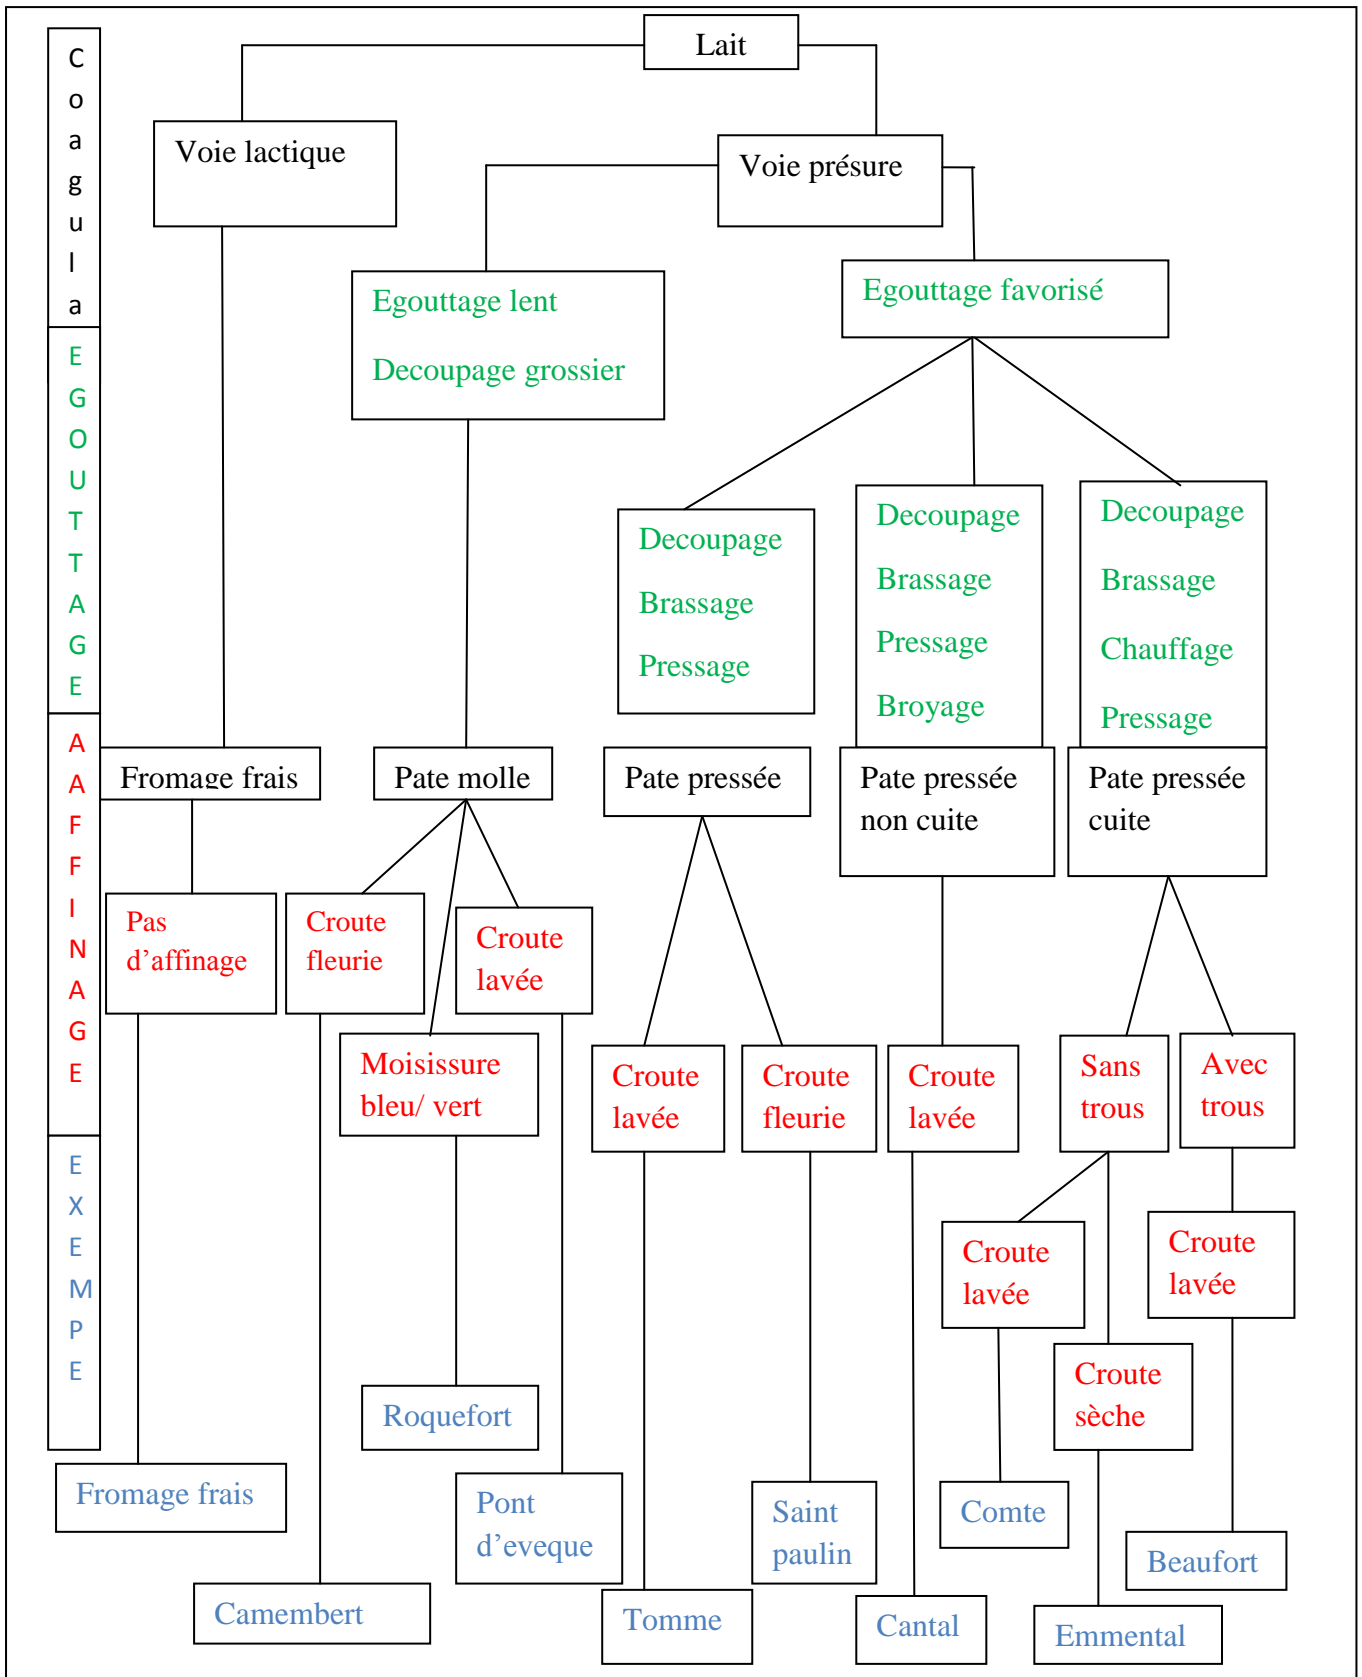 Lait
Voie lactique
Voie présure
Egouttage lent
Decoupage grossier
Egouttage favorisé
Decoupage
Brassage
Pressage
Decoupage
Brassage
Pressage
Broyage
Decoupage
Brassage
Chauffage
Pressage
Fromage frais
Pate molle
Pate pressée
Pate pressée
non cuite
Pate pressée
cuite
Pas
d’affinage
Croute
fleurie
Croute
lavée
Moisissure
bleu/ vert
Croute
lavée
Croute
fleurie
Croute
lavée
Sans
trous
Avec
trous
Croute
lavée
Croute
lavée
Croute
sèche
Roquefort
Fromage frais
Pont
d’eveque
Saint
paulin
Comte
Beaufort
Camembert
Tomme
Cantal
Emmental
C
o
a
g
u
l
a
E
G
O
U
T
T
A
G
E
A
A
F
F
I
N
A
G
E
E
X
E
M
P
E